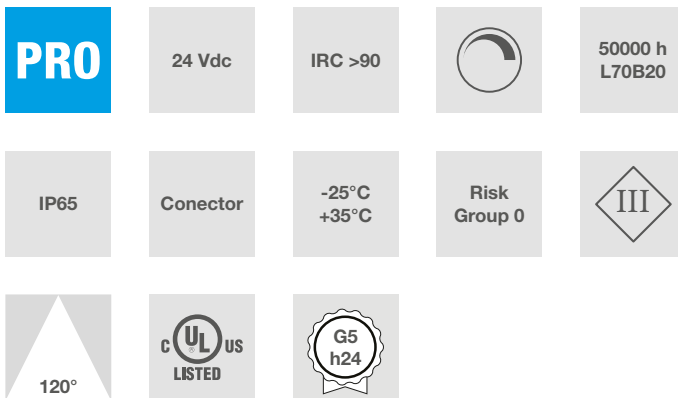 PRO
24 Vdc
IRC >90
50000 h
L70B20
IP65
Conector
-25°C
+35°C
Risk
Group 0
III
120°
C UL US
®
LISTED
G5
h24